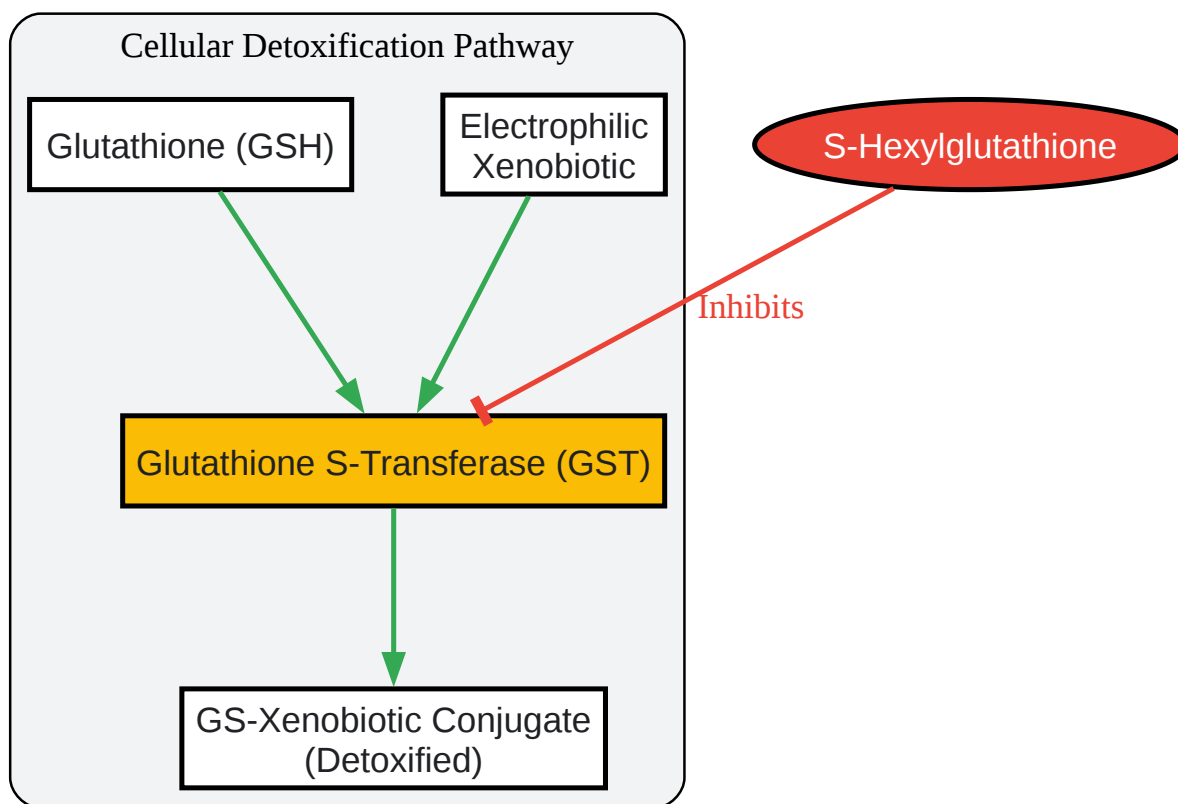 Cellular Detoxification Pathway
Glutathione (GSH)
Electrophilic
Xenobiotic
S-Hexylglutathione
Inhibits
Glutathione S-Transferase (GST)
GS-Xenobiotic Conjugate
(Detoxified)